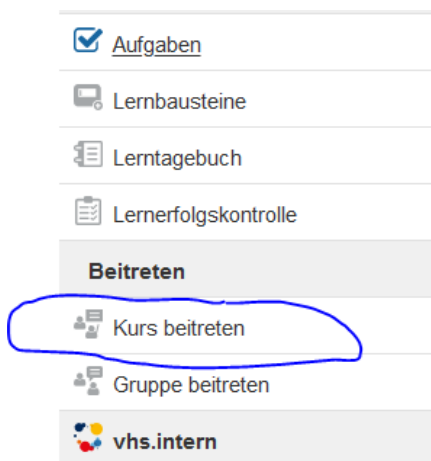 Aufgaben
Lernbausteine
Lerntagebuch
Lernerfolgskontrolle
Beitreten
Kurs beitreten
Gruppe beitreten
vhs.intern